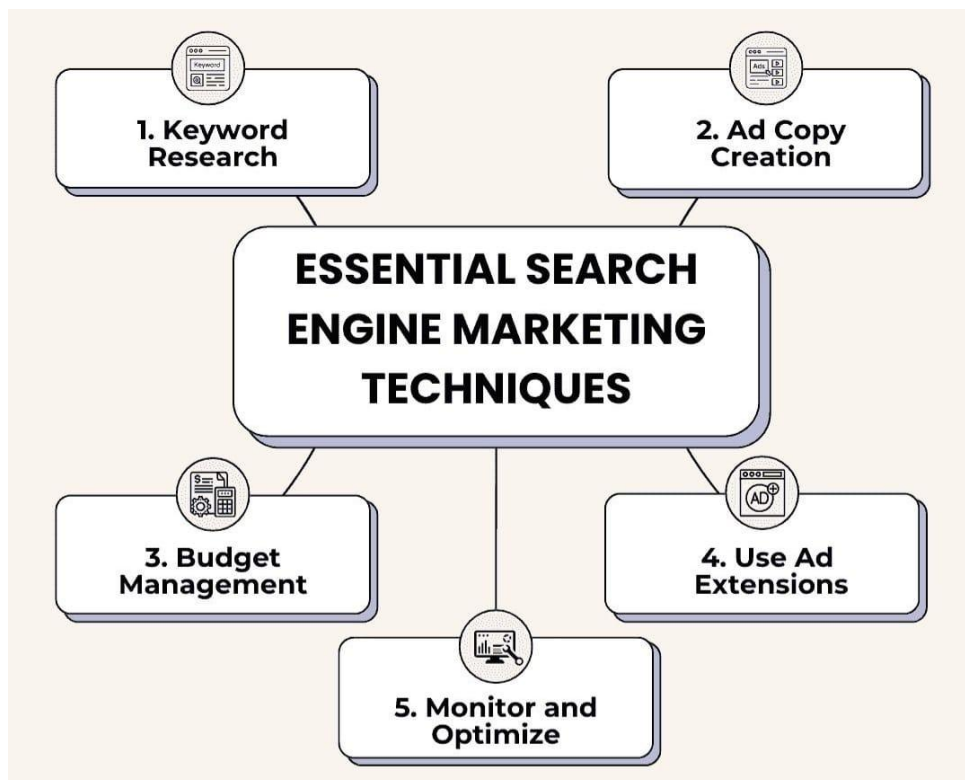 Keyword
1. Keyword
Research
Ads
2. Ad Copy
Creation
ESSENTIAL SEARCH
ENGINE MARKETING
TECHNIQUES
$
3. Budget
Management
AD+
4. Use Ad
Extensions
5. Monitor and
Optimize